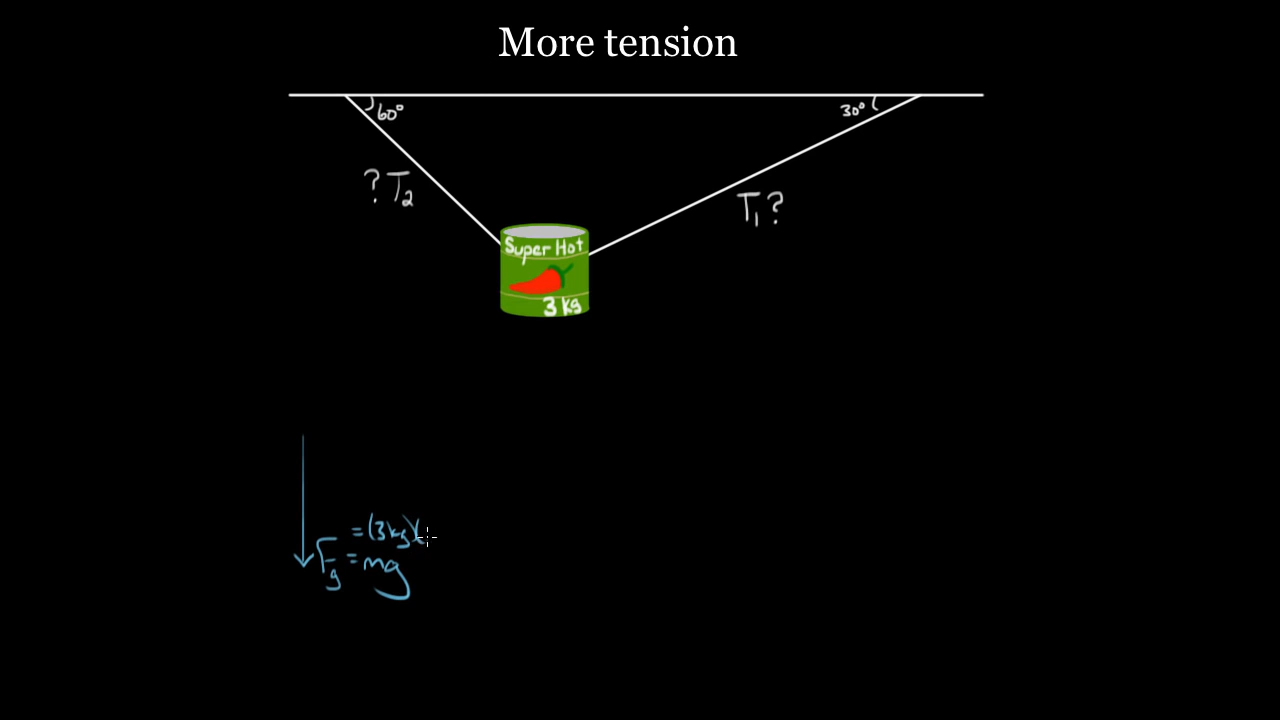 More tension
60°
30°
? T₂
T₁ ?
Super Hot
3 kg
= (3 kg)(
Fg = mg